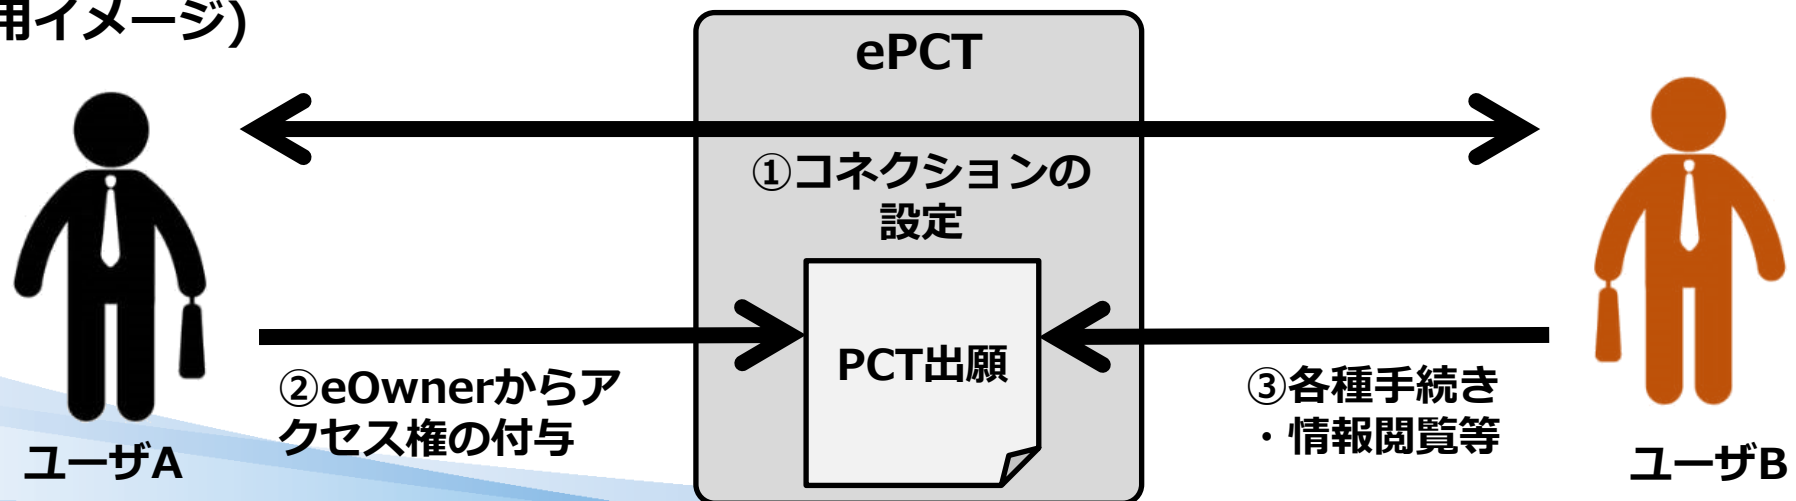 用イメージ)
ePCT
①コネクションの
設定
PCT出願
②eOwnerからア
クセス権の付与
③各種手続き
・情報閲覧等
ユーザA
ユーザB